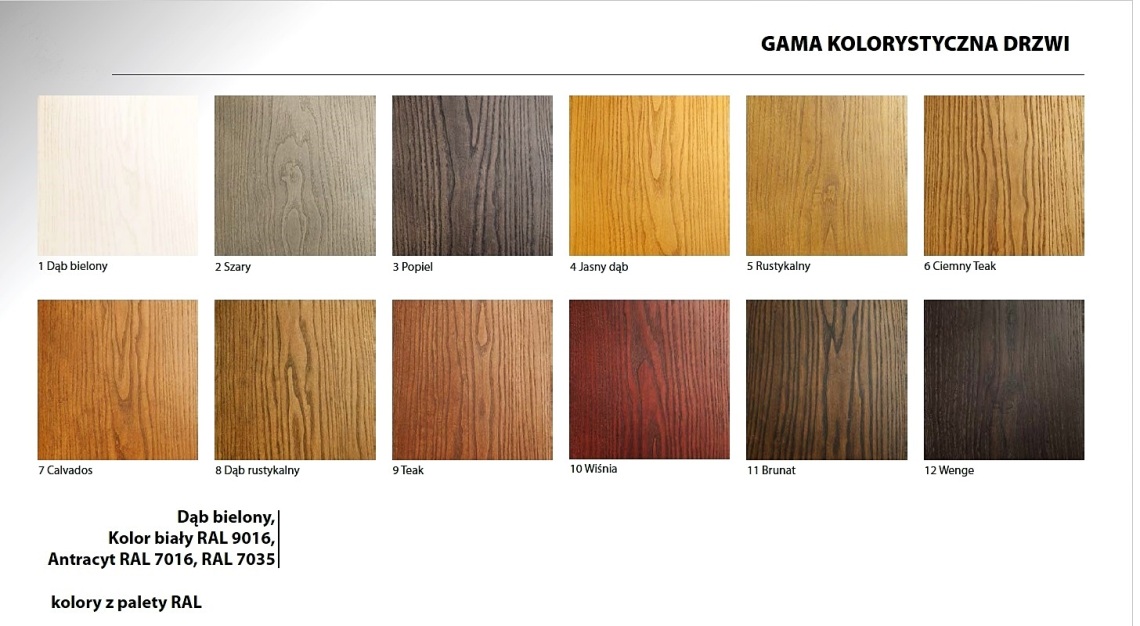 GAMA KOLORYSTYCZNA DRZWI
1 Dąb bielony
2 Szary
3 Popiel
4 Jasny dąb
5 Rustykalny
6 Ciemny Teak
7 Calvados
8 Dąb rustykalny
9 Teak
10 Wiśnia
11 Brunat
12 Wenge
Dąb bielony,
Kolor biały RAL 9016,
Antracyt RAL 7016, RAL 7035
kolory z palety RAL